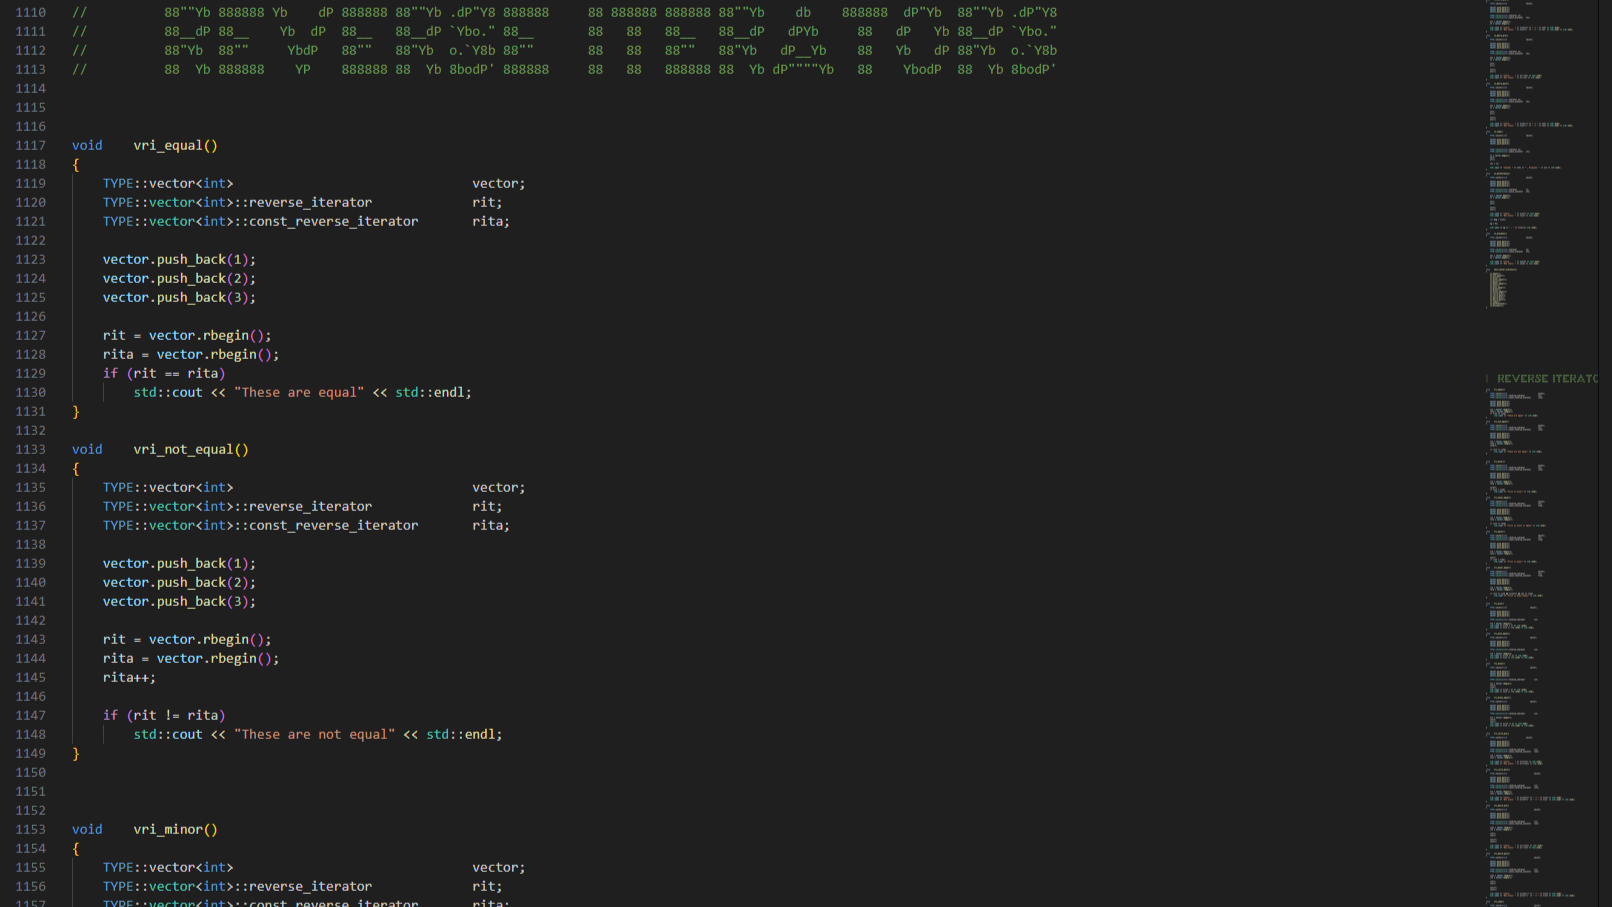 1110 //          88""Yb 888888 Yb    dP 888888 88""Yb .dP"Y8 888888     88 888888 888888 88""Yb    db    888888  dP"Yb  88""Yb .dP"Y8
1111 //          88__dP 88__    Yb  dP  88__   88__dP `Ybo." 88__       88   88   88__   88__dP   dPYb     88   dP   Yb 88__dP `Ybo."
1112 //          88"Yb  88""     YbdP   88""   88"Yb  o.`Y8b 88""       88   88   88""   88"Yb   dP__Yb    88   Yb   dP 88"Yb  o.`Y8b
1113 //          88  Yb 888888    YP    888888 88  Yb 8bodP' 888888     88   88   888888 88  Yb dP""""Yb   88    YbodP  88  Yb 8bodP'
1114
1115
1116
1117 void    vri_equal()
1118 {
1119     TYPE::vector<int>                               vector;
1120     TYPE::vector<int>::reverse_iterator             rit;
1121     TYPE::vector<int>::const_reverse_iterator       rita;
1122
1123     vector.push_back(1);
1124     vector.push_back(2);
1125     vector.push_back(3);
1126
1127     rit = vector.rbegin();
1128     rita = vector.rbegin();
1129     if (rit == rita)
1130         std::cout << "These are equal" << std::endl;
1131 }
1132
1133 void    vri_not_equal()
1134 {
1135     TYPE::vector<int>                               vector;
1136     TYPE::vector<int>::reverse_iterator             rit;
1137     TYPE::vector<int>::const_reverse_iterator       rita;
1138
1139     vector.push_back(1);
1140     vector.push_back(2);
1141     vector.push_back(3);
1142
1143     rit = vector.rbegin();
1144     rita = vector.rbegin();
1145     rita++;
1146
1147     if (rit != rita)
1148         std::cout << "These are not equal" << std::endl;
1149 }
1150
1151
1152
1153 void    vri_minor()
1154 {
1155     TYPE::vector<int>                               vector;
1156     TYPE::vector<int>::reverse_iterator             rit;
1157     TYPE::vector<int>::const_reverse_iterator       rita;
REVERSE ITERATO